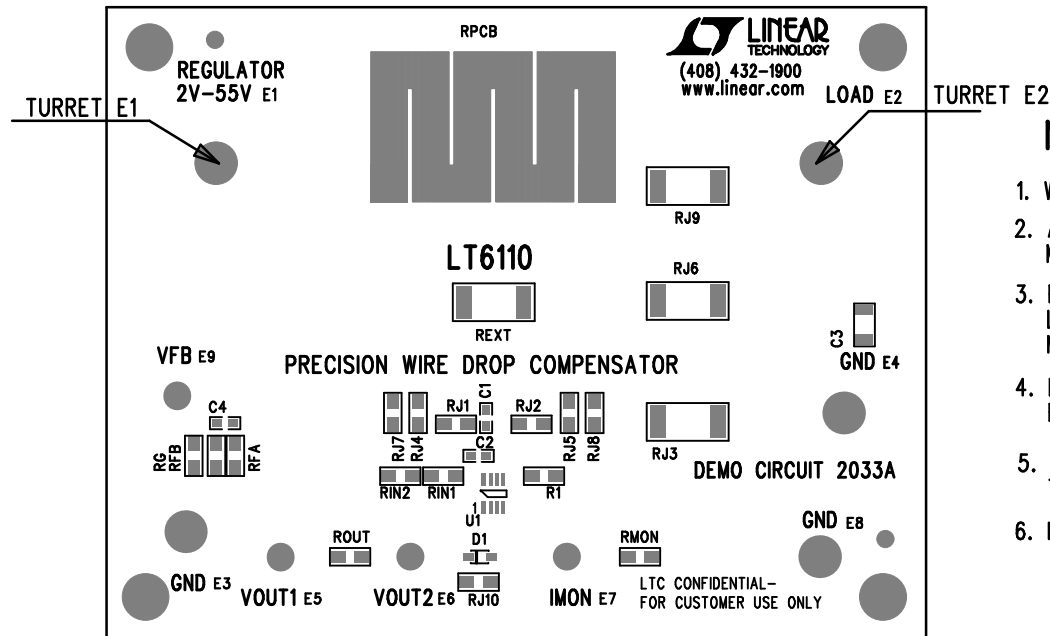 RPCB
LINEAR
TECHNOLOGY
(408) 432-1900
www.linear.com
REGULATOR
2V-55V E1
LOAD E2
TURRET E1
TURRET E2
1.
2.
RJ9
3.
LT6110
RJ6
REXT
C3
GND E4
VFB E9
PRECISION WIRE DROP COMPENSATOR
4.
C4
RJ7
RJ4
RJ1
C1
RJ2
RJ5
RJ8
C2
RJ3
RG
RFB
RFA
DEMO CIRCUIT 2033A
5.
RIN2
RIN1
R1
1
U1
GND E8
6.
ROUT
D1
RMON
GND E3
VOUT1 E5
VOUT2 E6
RJ10
IMON E7
LTC CONFIDENTIAL-
FOR CUSTOMER USE ONLY